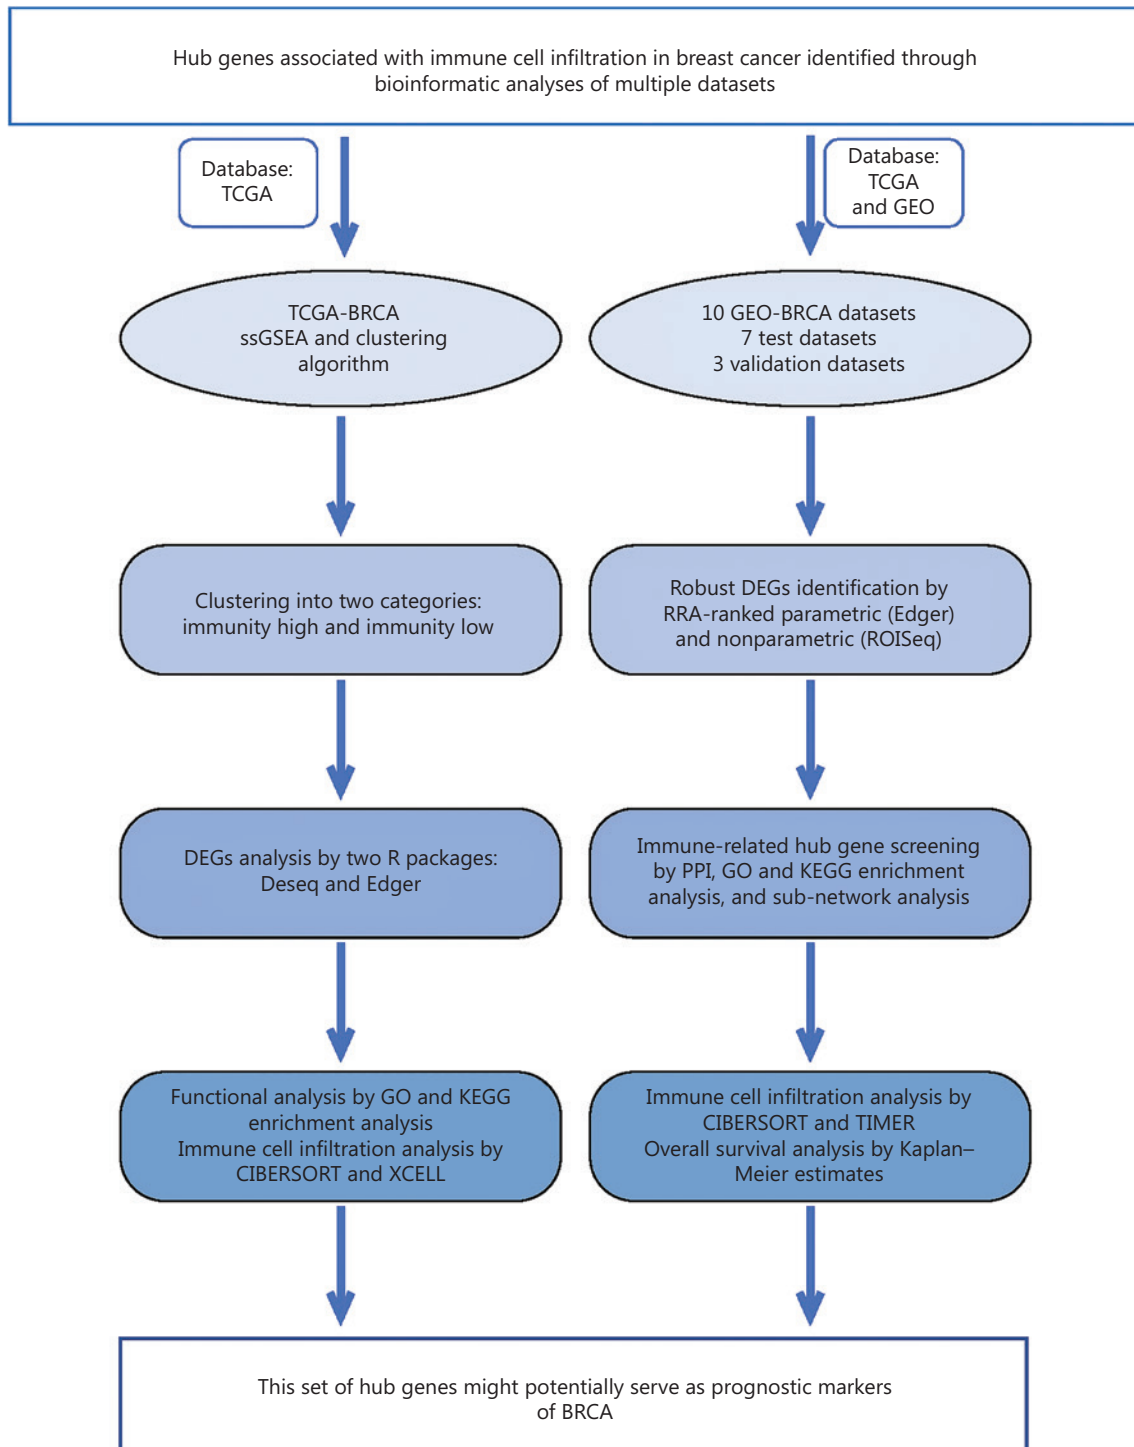 Hub genes associated with immune cell infiltration in breast cancer identified through
bioinformatic analyses of multiple datasets
Database:
TCGA
Database:
TCGA
and GEO
TCGA-BRCA
ssGSEA and clustering
algorithm
10 GEO-BRCA datasets
7 test datasets
3 validation datasets
Clustering into two categories:
immunity high and immunity low
Robust DEGs identification by
RRA-ranked parametric (Edger)
and nonparametric (ROISeq)
DEGs analysis by two R packages:
Deseq and Edger
Immune-related hub gene screening
by PPI, GO and KEGG enrichment
analysis, and sub-network analysis
Functional analysis by GO and KEGG
enrichment analysis
Immune cell infiltration analysis by
CIBERSORT and XCELL
Immune cell infiltration analysis by
CIBERSORT and TIMER
Overall survival analysis by Kaplan–
Meier estimates
This set of hub genes might potentially serve as prognostic markers
of BRCA